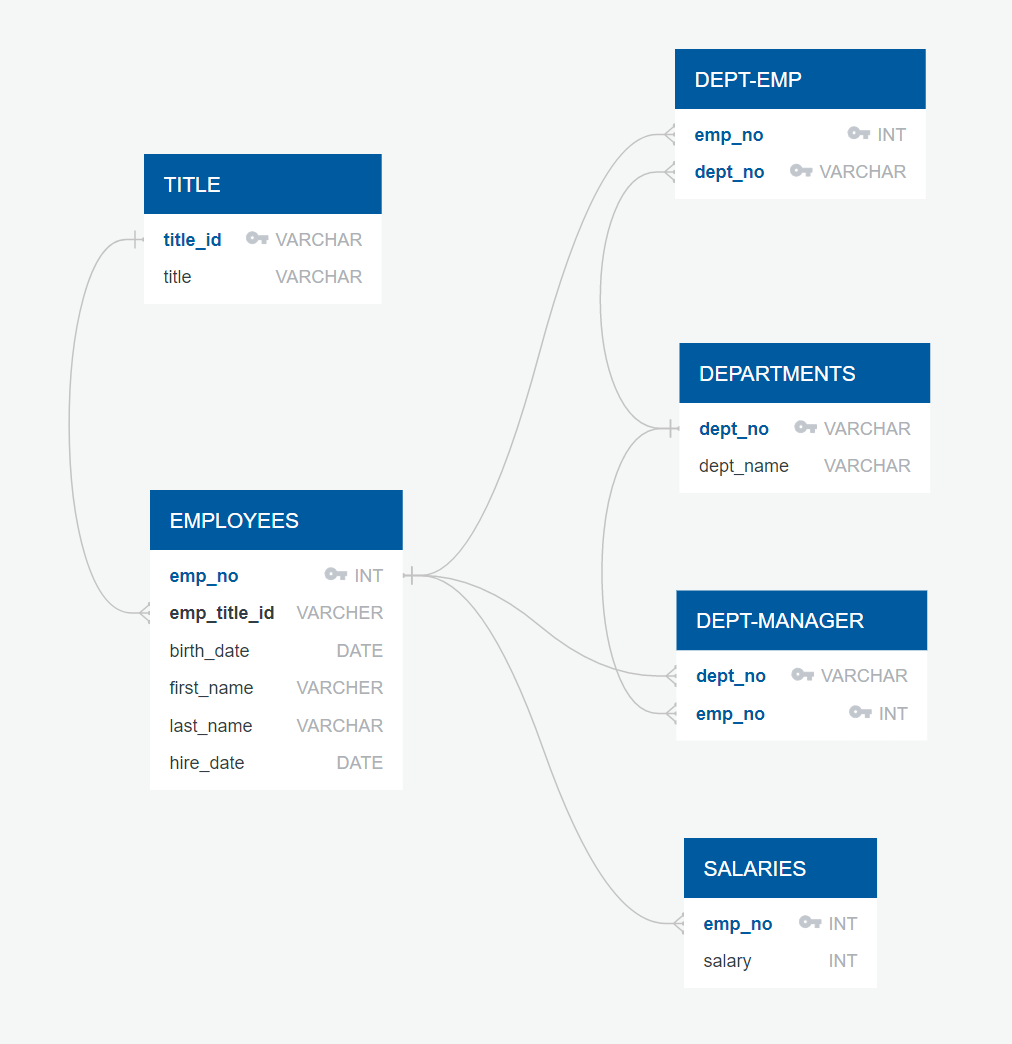 TITLE
title_id VARCHAR
title VARCHAR
EMPLOYEES
emp_no INT
emp_title_id VARCHER
birth_date DATE
first_name VARCHER
last_name VARCHAR
hire_date DATE
DEPT-EMP
emp_no INT
dept_no VARCHAR
DEPARTMENTS
dept_no VARCHAR
dept_name VARCHAR
DEPT-MANAGER
dept_no VARCHAR
emp_no INT
SALARIES
emp_no INT
salary INT